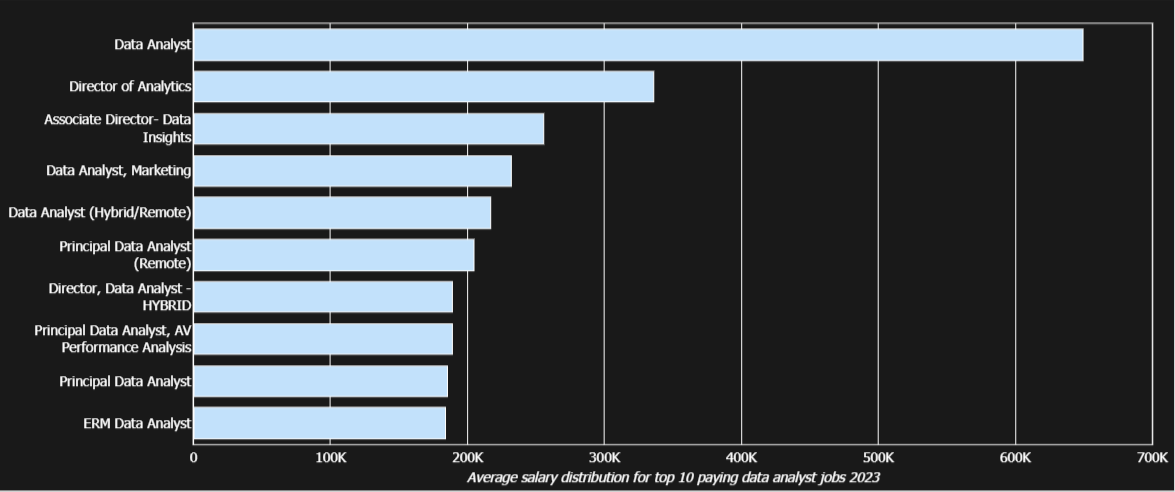 Data Analyst
Director of Analytics
Associate Director- Data
Insights
Data Analyst, Marketing
Data Analyst (Hybrid/Remote)
Principal Data Analyst
(Remote)
Director, Data Analyst -
HYBRID
Principal Data Analyst, AV
Performance Analysis
Principal Data Analyst
ERM Data Analyst
0 100K 200K 300K 400K 500K 600K 700K
Average salary distribution for top 10 paying data analyst jobs 2023